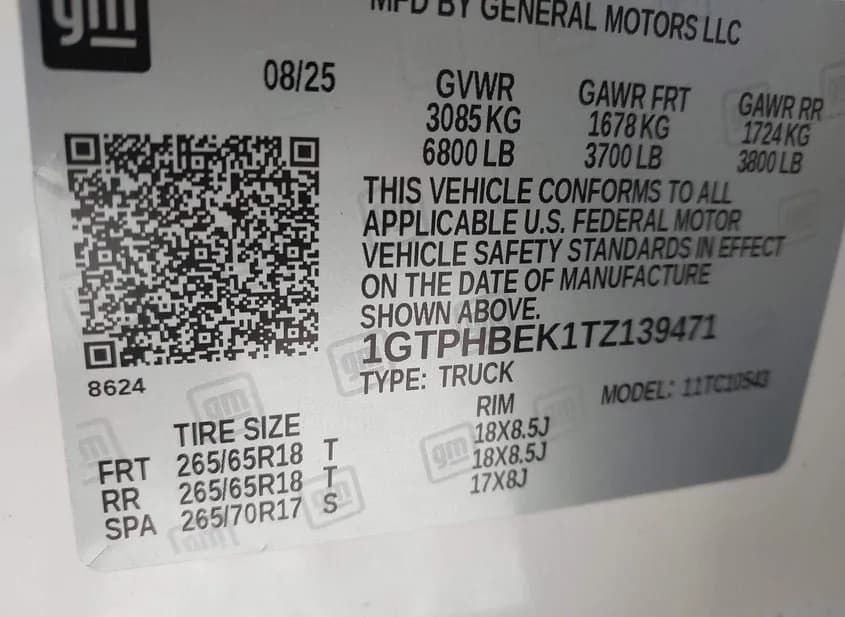 gm
MFD BY GENERAL MOTORS LLC
08/25
GVWR GAWR FRT GAWR RR
3085 KG 1678 KG 1724 KG
6800 LB 3700 LB 3800 LB
THIS VEHICLE CONFORMS TO ALL
APPLICABLE U.S. FEDERAL MOTOR
VEHICLE SAFETY STANDARDS IN EFFECT
ON THE DATE OF MANUFACTURE
SHOWN ABOVE.
1GTPHBEK1TZ139471
8624
TYPE: TRUCK MODEL: 11TC10543
TIRE SIZE RIM
FRT 265/65R18 T 18X8.5J
RR 265/65R18 T 18X8.5J
SPA 265/70R17 S 17X8J